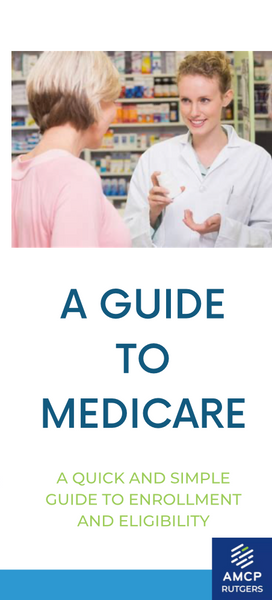 A GUIDE
TO
MEDICARE
A QUICK AND SIMPLE
GUIDE TO ENROLLMENT
AND ELIGIBILITY
AMCP
RUTGERS